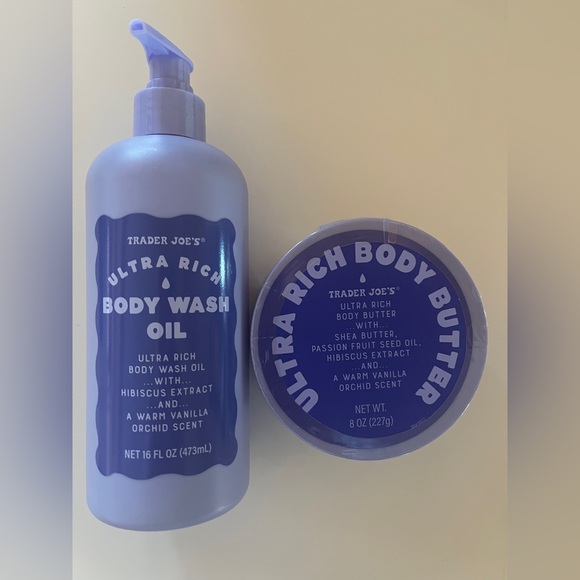 TRADER JOE'S®
ULTRA RICH
BODY WASH
OIL
ULTRA RICH
BODY WASH OIL
...WITH...
HIBISCUS EXTRACT
...AND...
A WARM VANILLA
ORCHID SCENT
NET 16 FL OZ (473mL)
ULTRA RICH BODY BUTTER
TRADER JOE'S®
ULTRA RICH
BODY BUTTER
...WITH...
SHEA BUTTER,
PASSION FRUIT SEED OIL,
HIBISCUS EXTRACT
...AND...
A WARM VANILLA
ORCHID SCENT
NET WT.
8 OZ (227g)